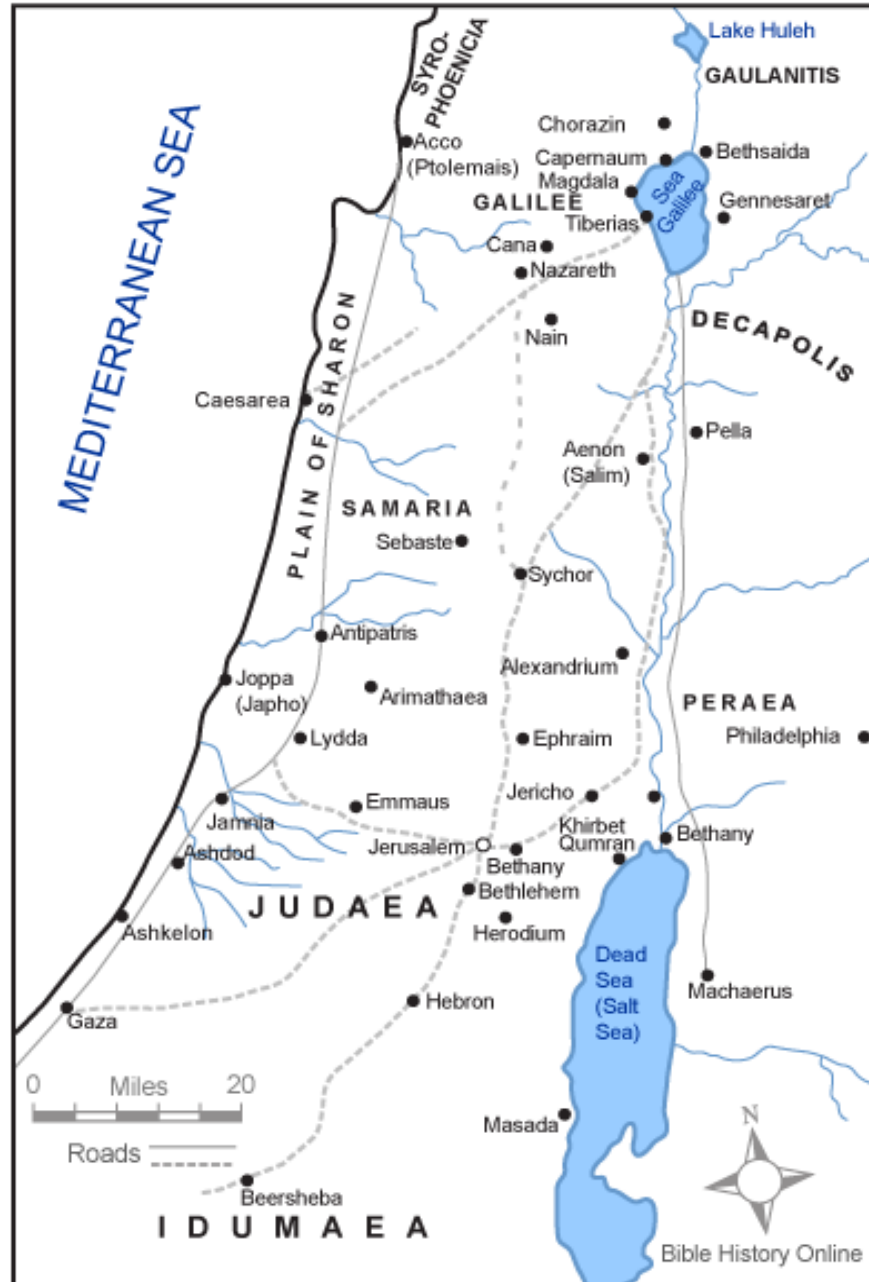 Lake Huleh
SYRO-
PHOENICIA
GAULANITIS
MEDITERRANEAN SEA
Chorazin
Acco
(Ptolemais)
Capernaum
Bethsaida
Magdala
Sea
Galilee
GALILEE
Gennesaret
Tiberias
Cana
Nazareth
DECAPOLIS
Nain
PLAIN OF SHARON
Caesarea
Pella
Aenon
(Salim)
SAMARIA
Sebaste
Sychor
Antipatris
Alexandrium
Joppa
(Japho)
Arimathaea
PERAEA
Lydda
Ephraim
Philadelphia
Jamnia
Emmaus
Jericho
Khirbet
Qumran
Bethany
Jerusalem
Bethany
Ashdod
Bethlehem
JUDAEA
Ashkelon
Herodium
Dead
Sea
(Salt
Sea)
Machaerus
Hebron
Gaza
0 Miles 20
Roads
Masada
N
Beersheba
IDUMAEA
Bible History Online